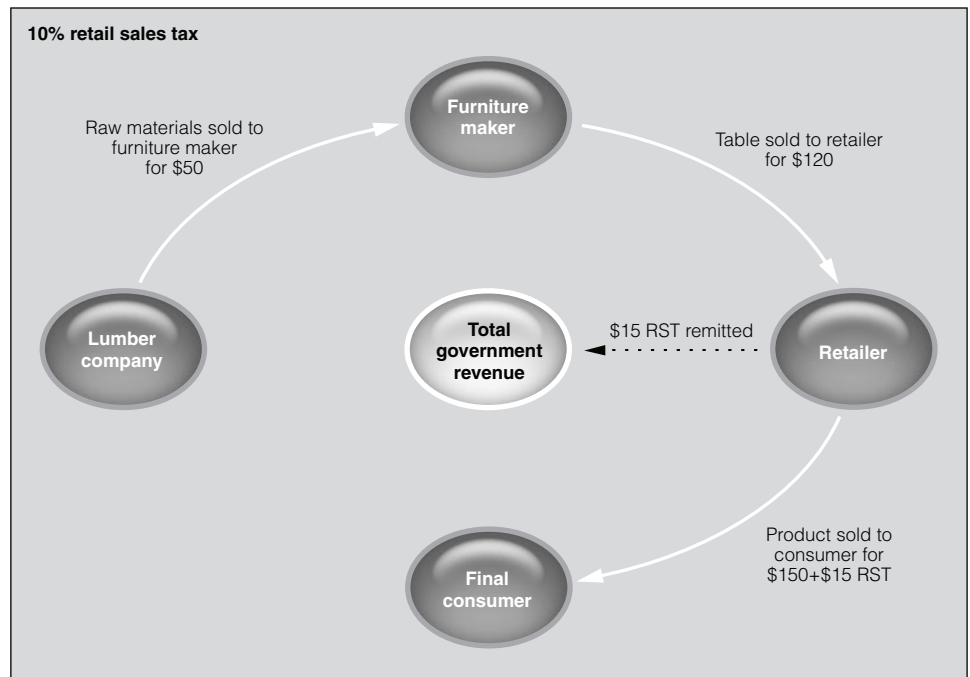 10% retail sales tax
Furniture
maker
Raw materials sold to
furniture maker
for $50
Table sold to retailer
for $120
Lumber
company
Total
government
revenue
$15 RST remitted
Retailer
Product sold to
consumer for
$150+$15 RST
Final
consumer